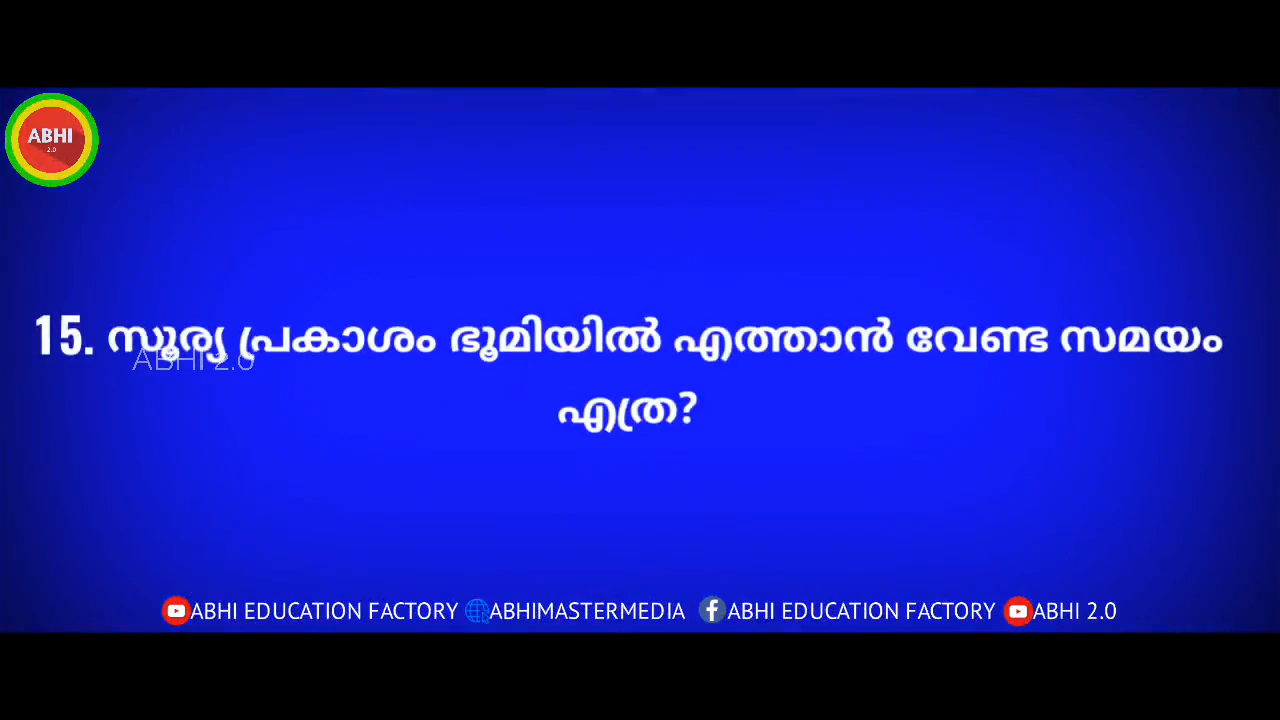 ABHI
2.0
15. സൂര്യ പ്രകാശം ഭൂമിയിൽ എത്താൻ വേണ്ട സമയം
ABHI 2.0
എത്ര?
ABHI EDUCATION FACTORY ABHIMASTERMEDIA ABHI EDUCATION FACTORY ABHI 2.0